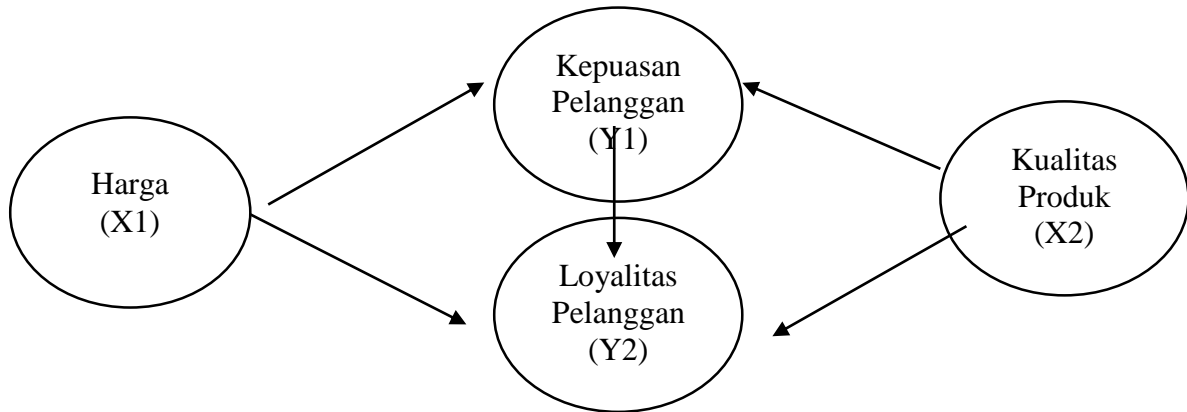 Kepuasan
Pelanggan
(Y1)
Harga
(X1)
Kualitas
Produk
(X2)
Loyalitas
Pelanggan
(Y2)